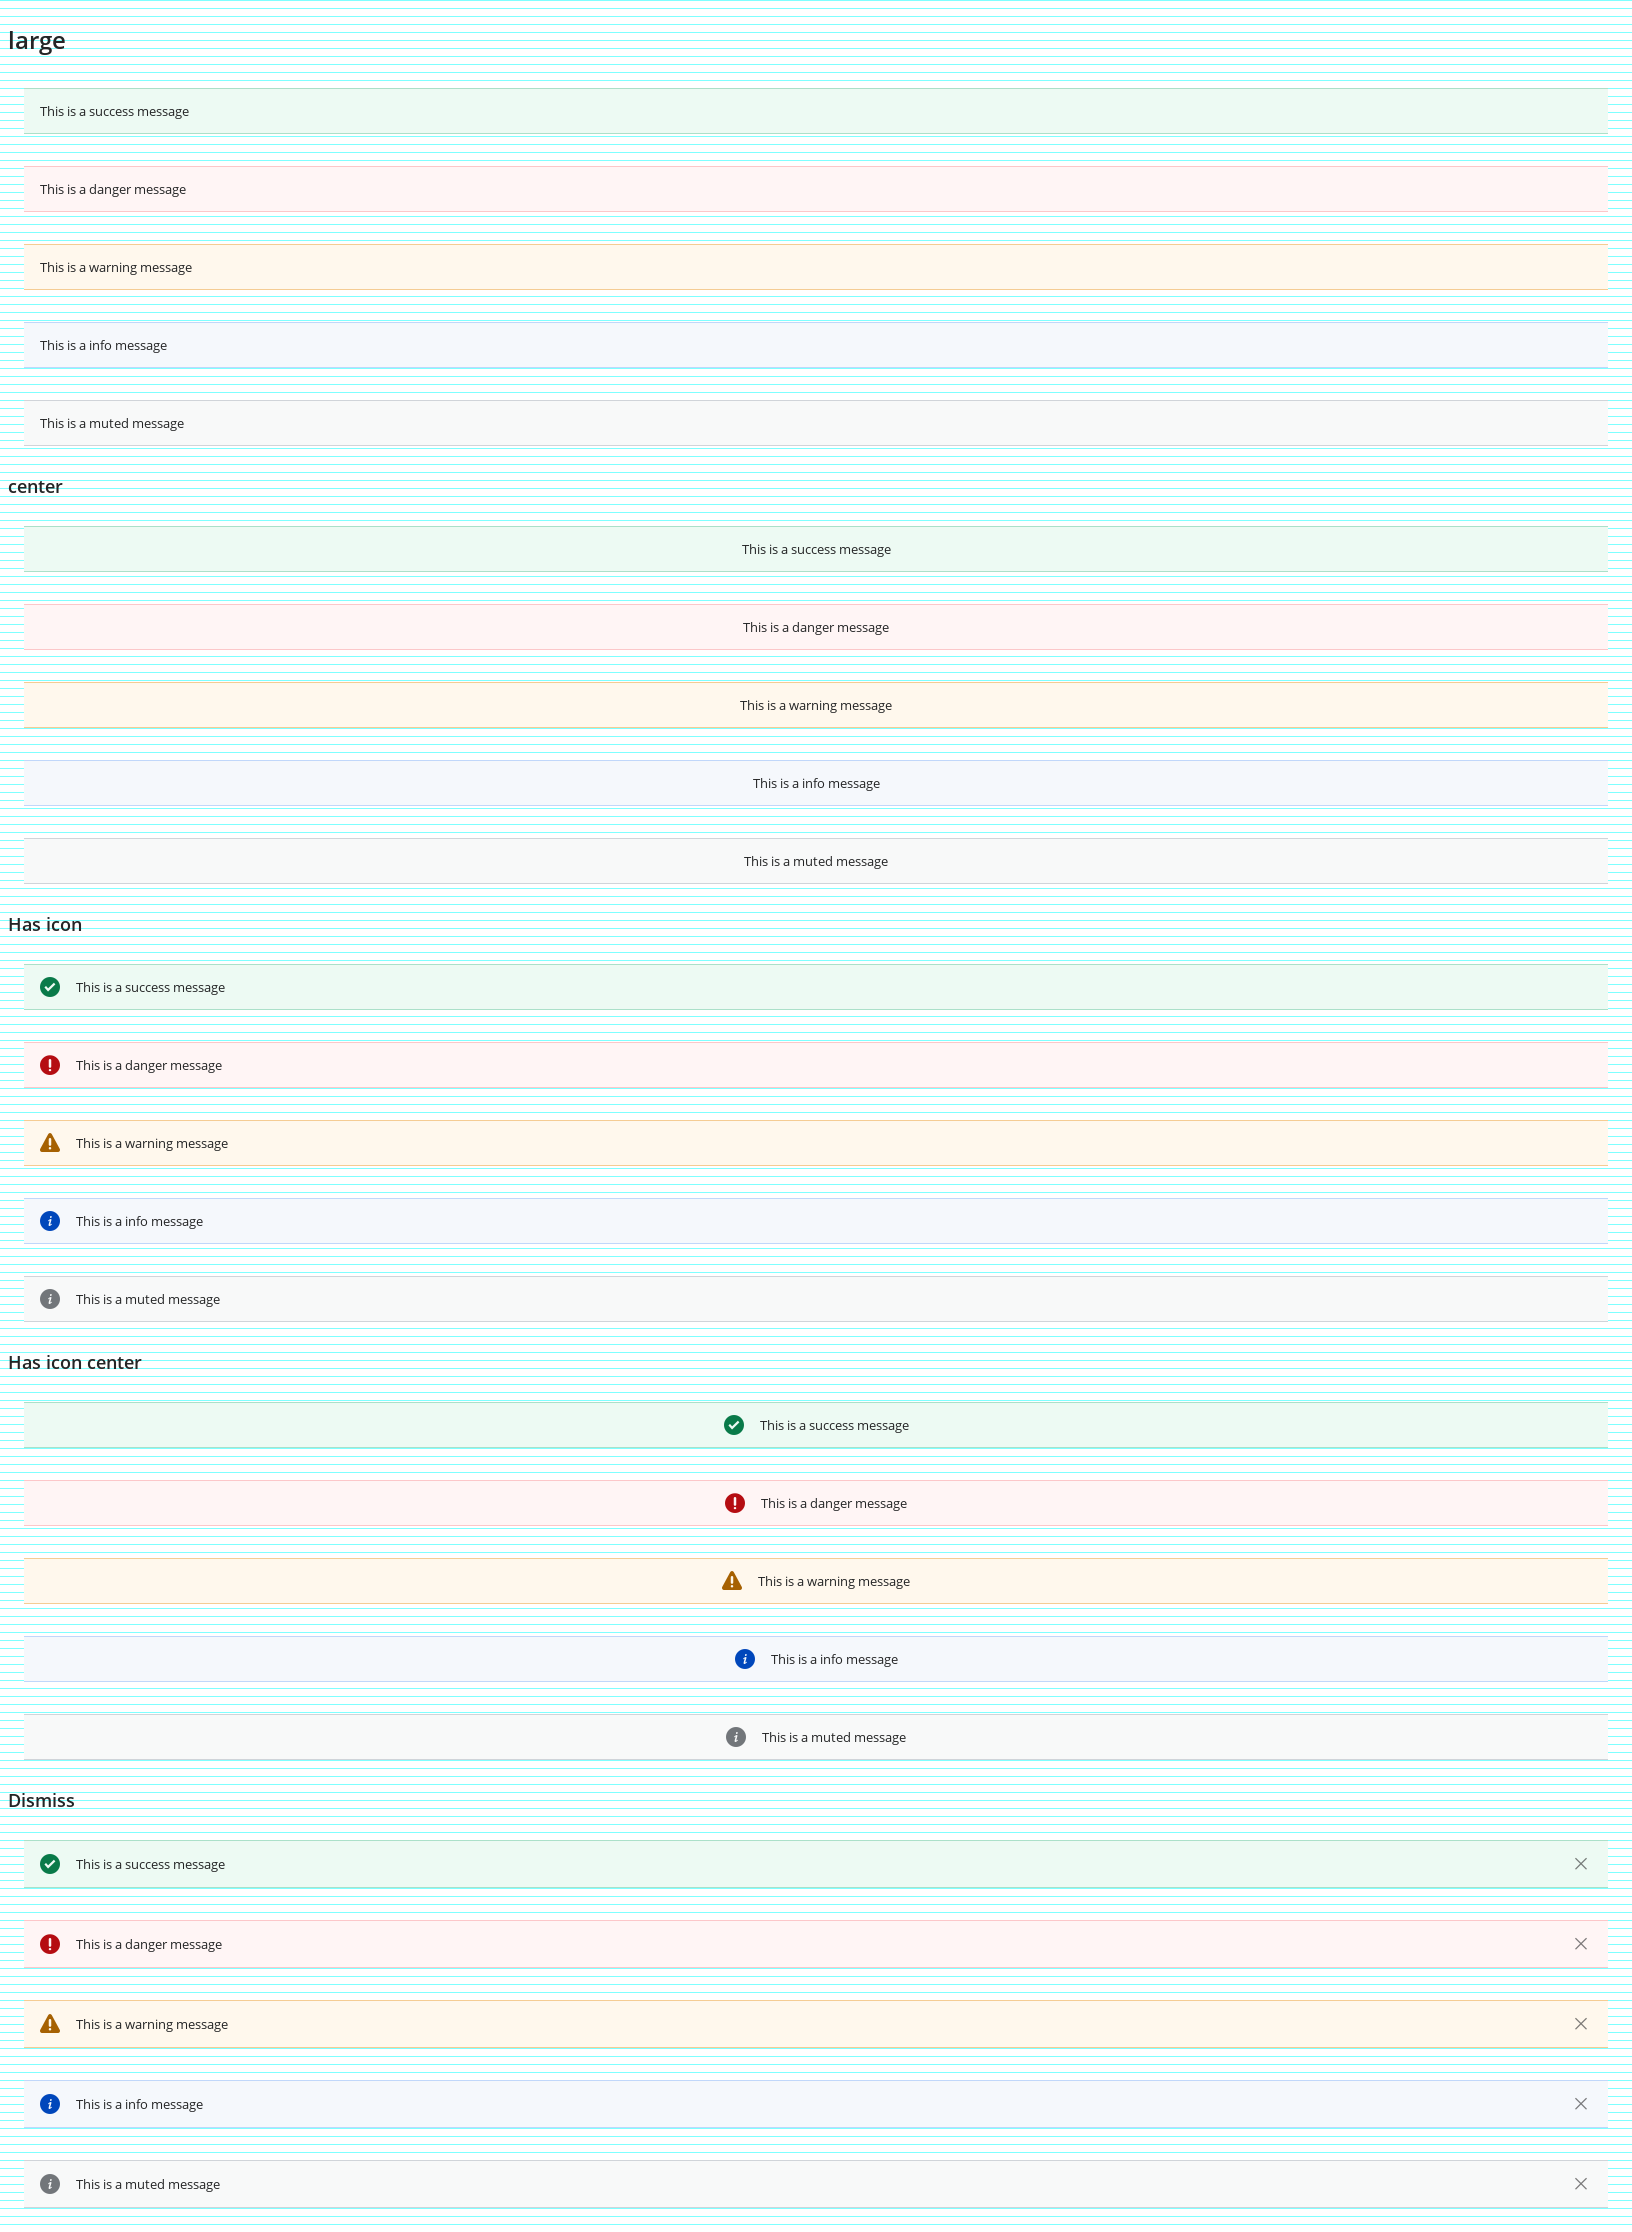 large
This is a success message
This is a danger message
This is a warning message
This is a info message
This is a muted message
center
This is a success message
This is a danger message
This is a warning message
This is a info message
This is a muted message
Has icon
This is a success message
This is a danger message
This is a warning message
This is a info message
This is a muted message
Has icon center
This is a success message
This is a danger message
This is a warning message
This is a info message
This is a muted message
Dismiss
This is a success message
This is a danger message
This is a warning message
This is a info message
This is a muted message